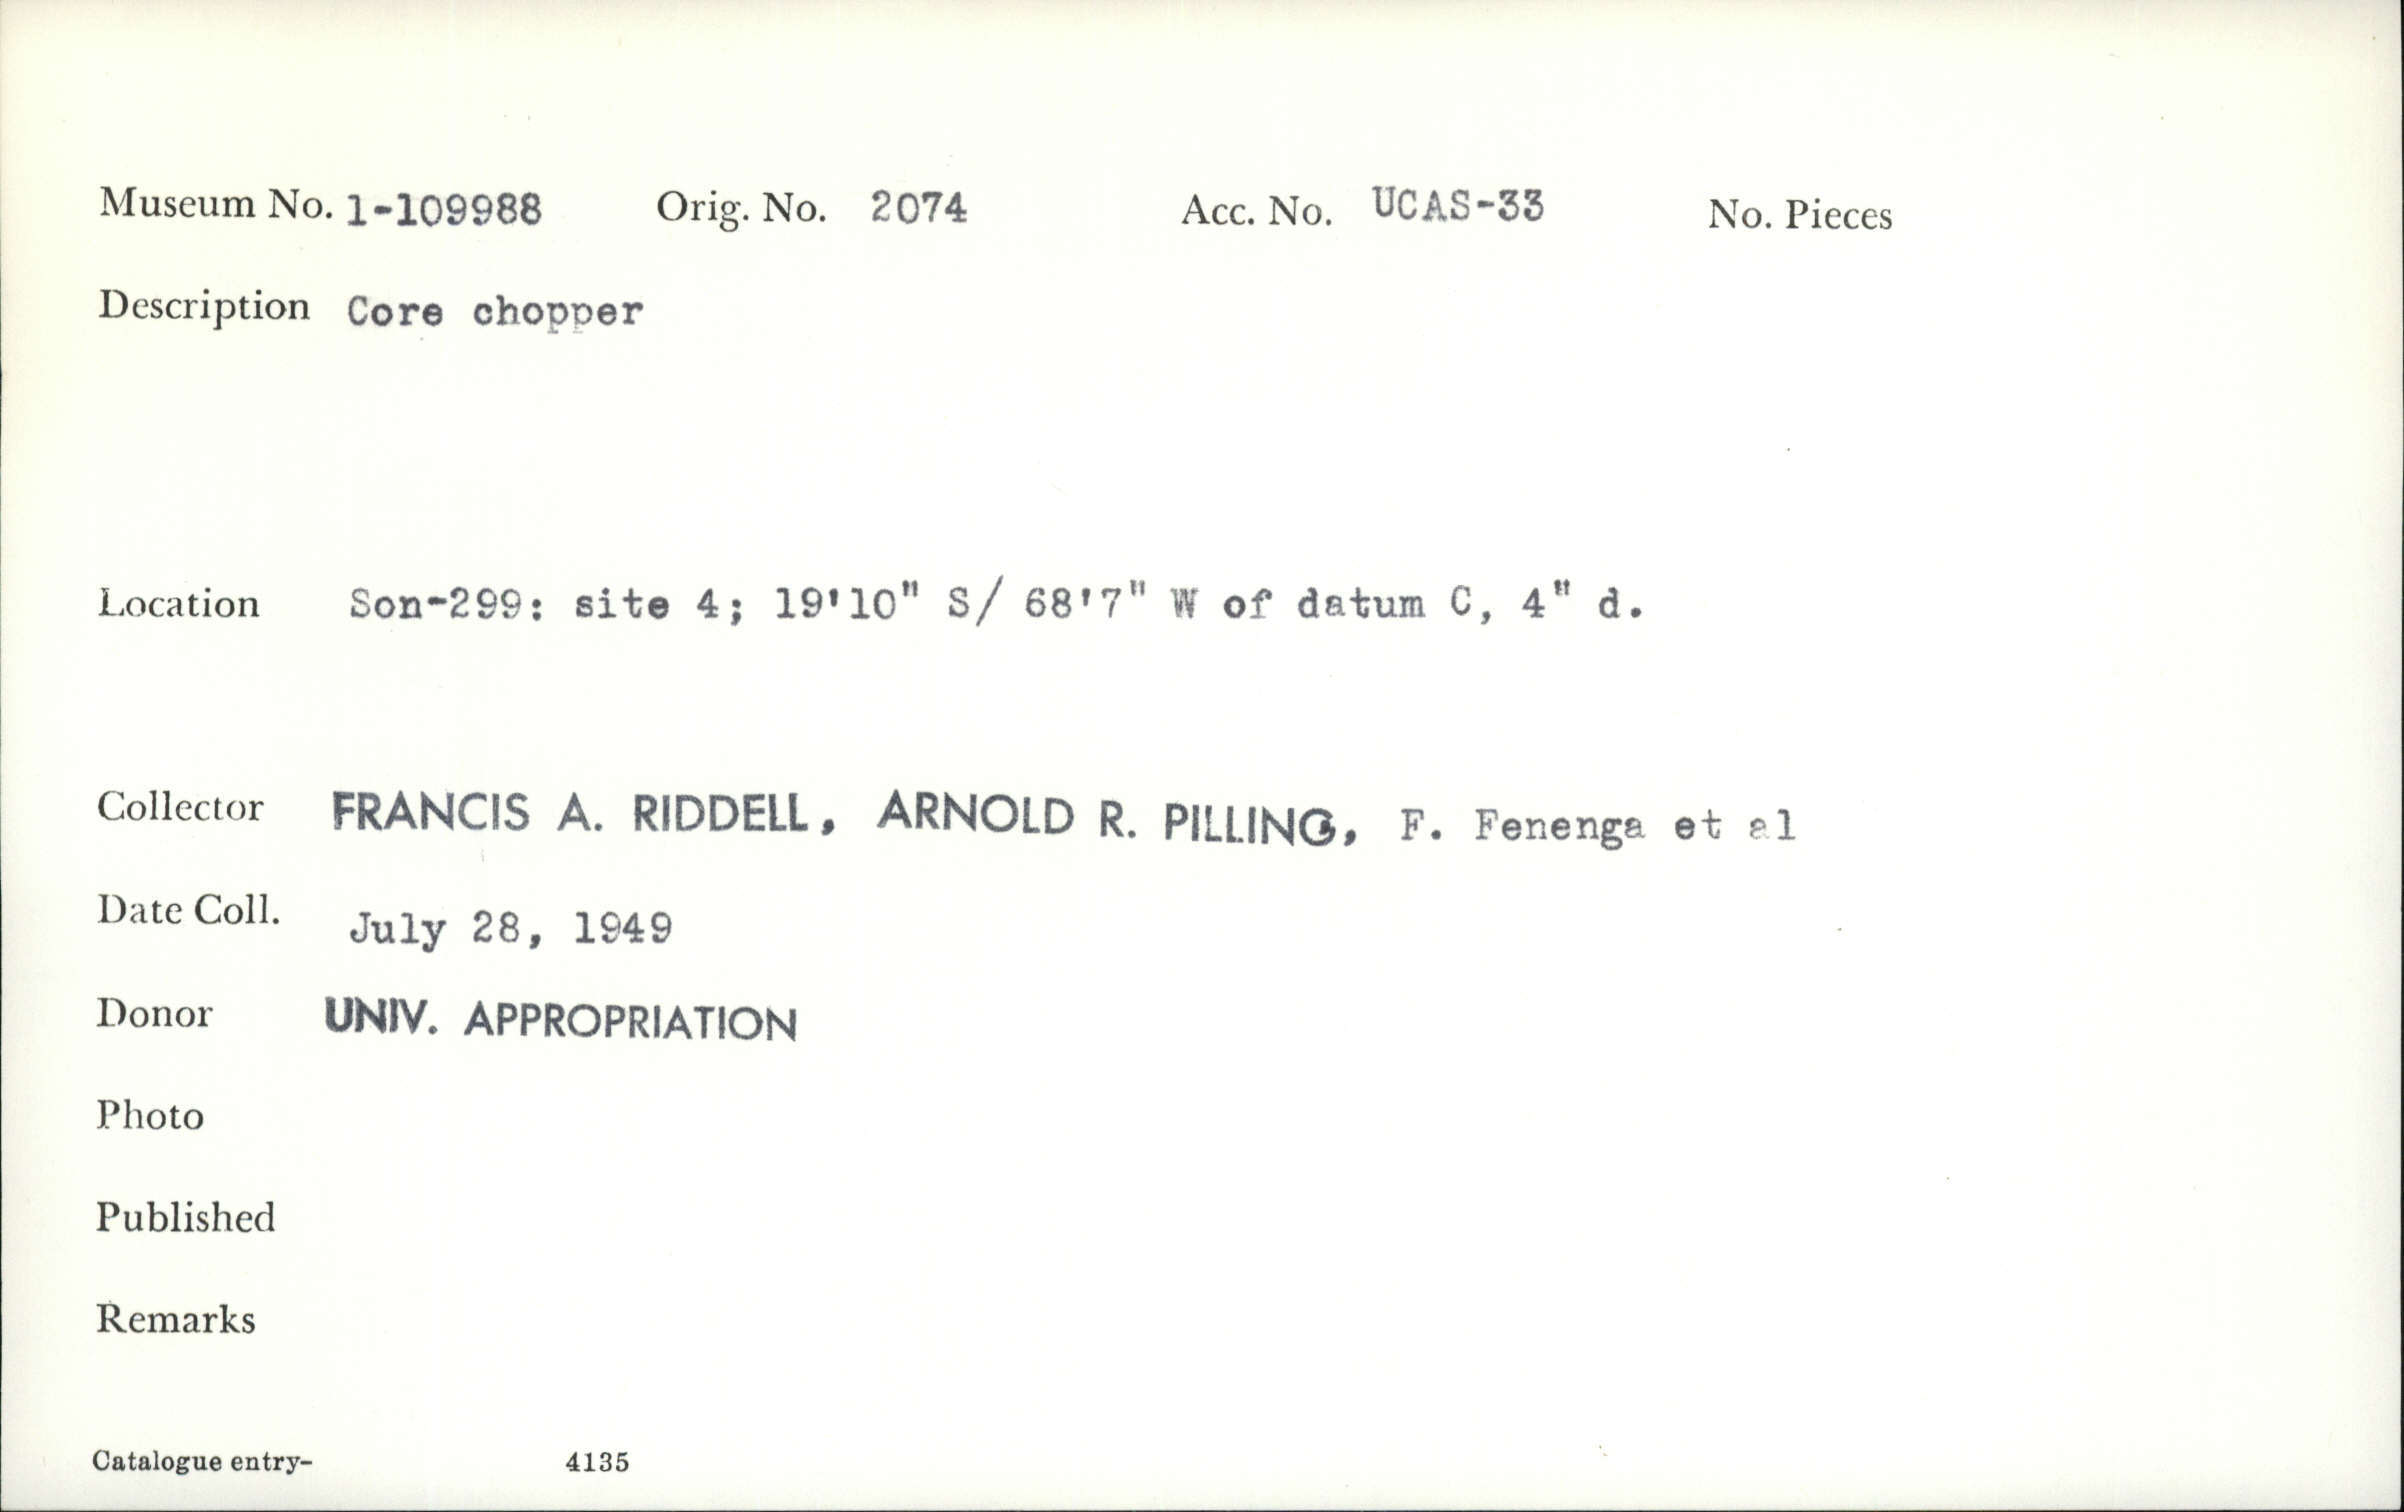 Museum No. 1-109988 Orig. No. 2074 Acc. No. UCAS-33 No. Pieces
Description Core chopper
Location Son-299: site 4; 19'10" S/ 68'7" W of datum C, 4" d.
Collector FRANCIS A. RIDDELL, ARNOLD R. PILLING, F. Fenenga et al
Date Coll. July 28, 1949
Donor UNIV. APPROPRIATION
Photo
Published
Remarks
Catalogue entry- 4135